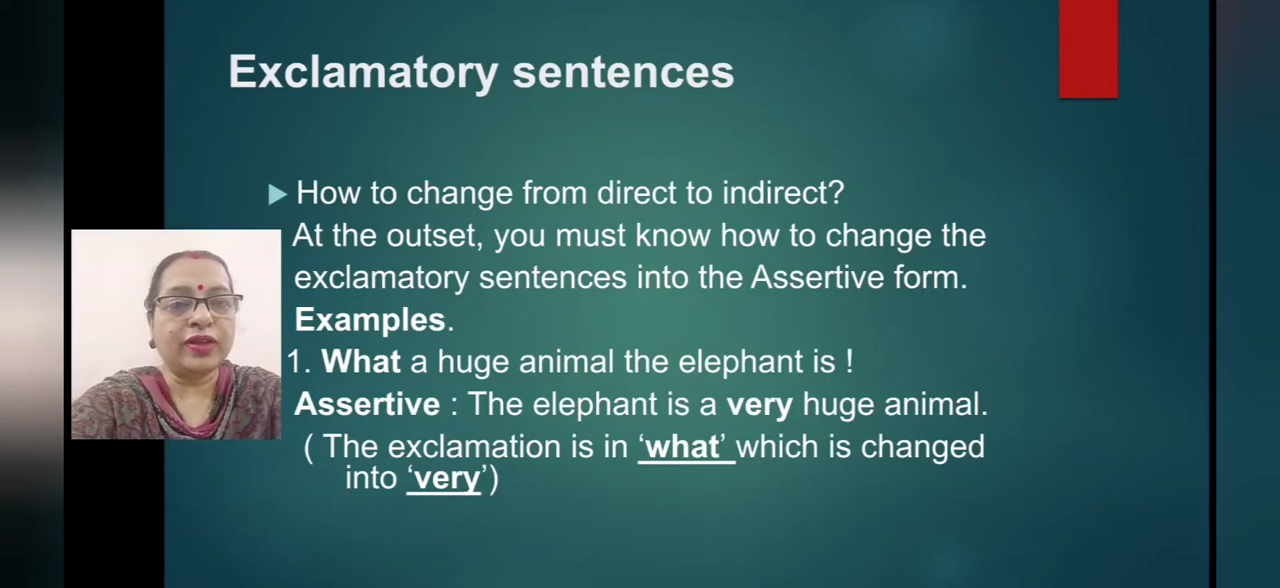 Exclamatory sentences
How to change from direct to indirect?
At the outset, you must know how to change the
exclamatory sentences into the Assertive form.
Examples.
1. What a huge animal the elephant is !
Assertive : The elephant is a very huge animal.
( The exclamation is in ‘what’ which is changed
into ‘very’)